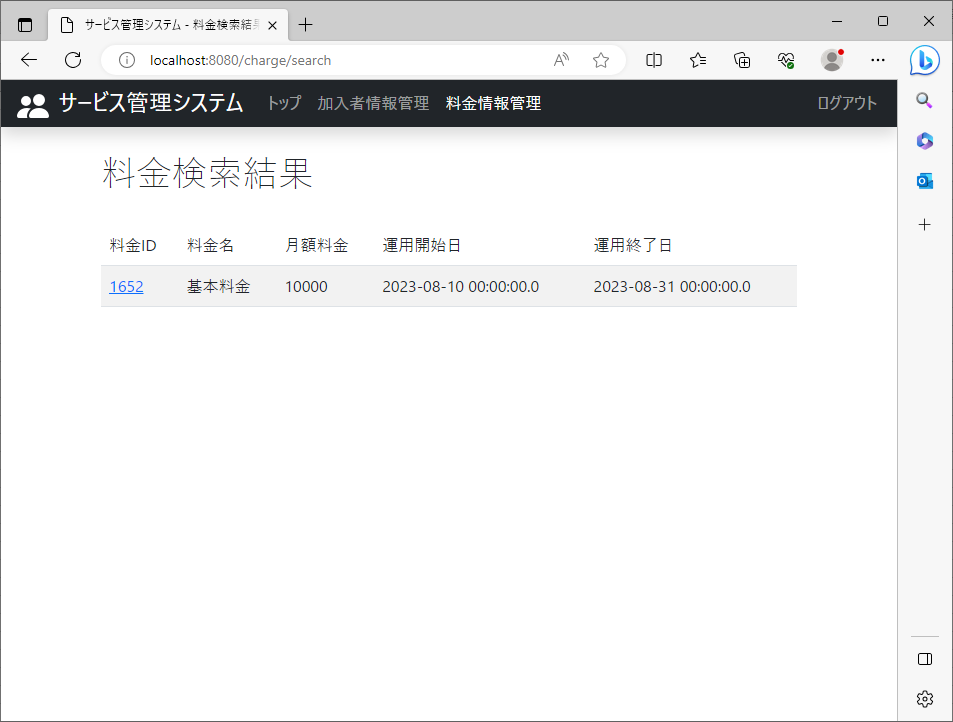 サービス管理システム - 料金検索結果
localhost:8080/charge/search
サービス管理システム トップ 加入者情報管理 料金情報管理 ログアウト
料金検索結果
料金ID 料金名 月額料金 運用開始日 運用終了日
1652 基本料金 10000 2023-08-10 00:00:00.0 2023-08-31 00:00:00.0